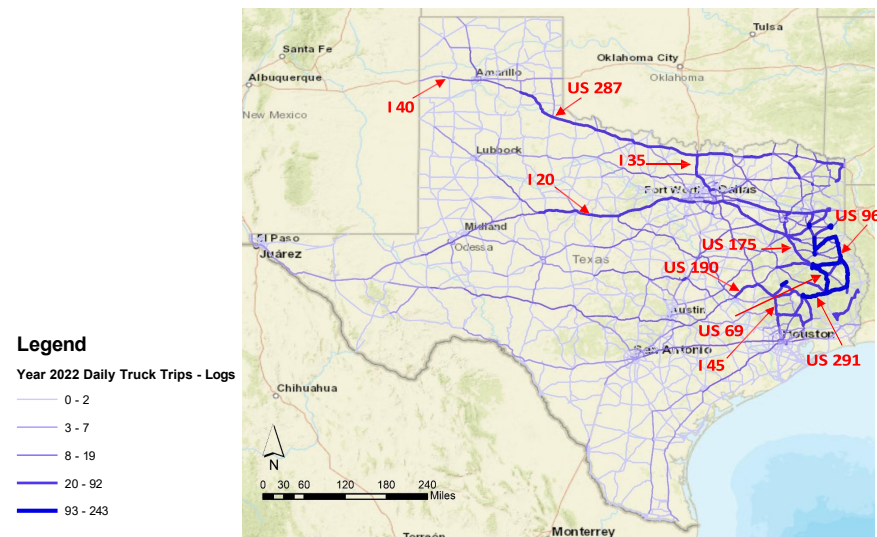 Tulsa
Santa Fe
Oklahoma City
Amarillo
Albuquerque
Oklahoma
US 287
I 40
New Mexico
Lubbock
I 35
I 20
Fort Worth
Dallas
US 96
Midland
El Paso
US 175
Odessa
Juárez
Texas
US 190
Austin
US 69
Houston
San Antonio
I 45
US 291
Legend
Year 2022 Daily Truck Trips - Logs
0 - 2
3 - 7
8 - 19
20 - 92
93 - 243
Chihuahua
N
0 30 60 120 180 240
Miles
Monterrey
Torreón